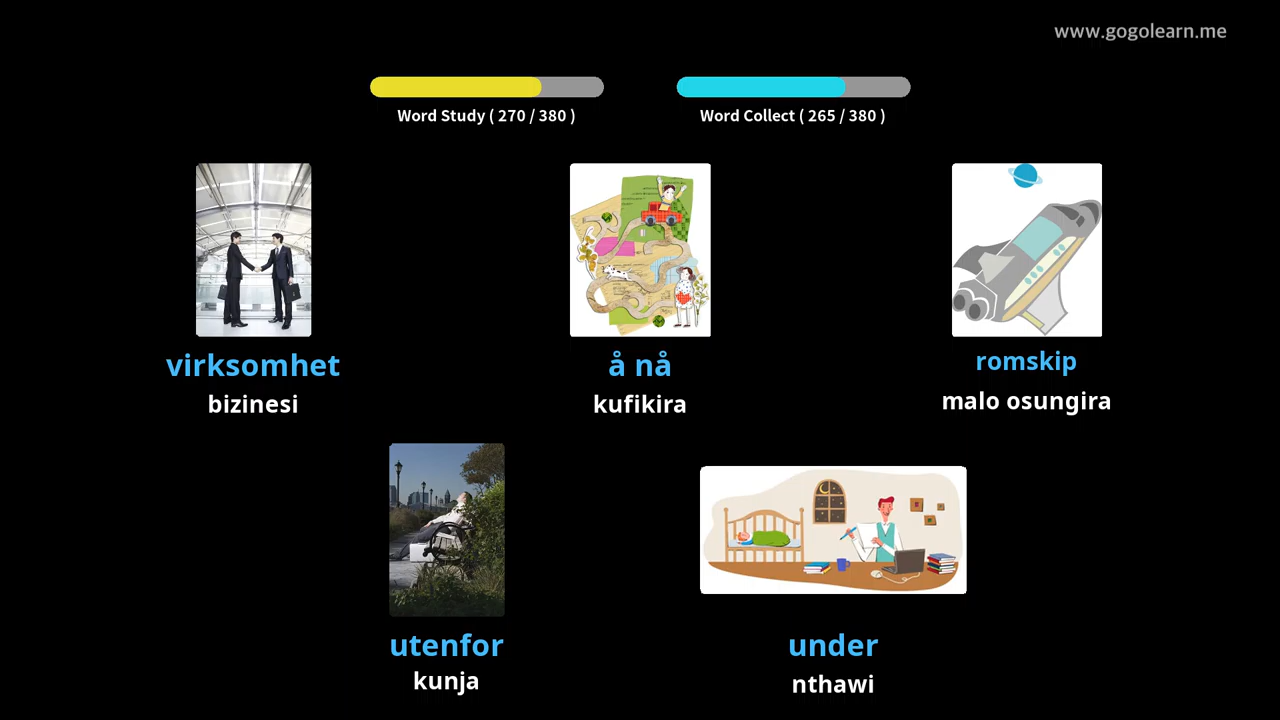 www.gogolearn.me
Word Study ( 270 / 380 )
Word Collect ( 265 / 380 )
virksomhet
bizinesi
å nå
kufikira
romskip
malo osungira
utenfor
kunja
under
nthawi